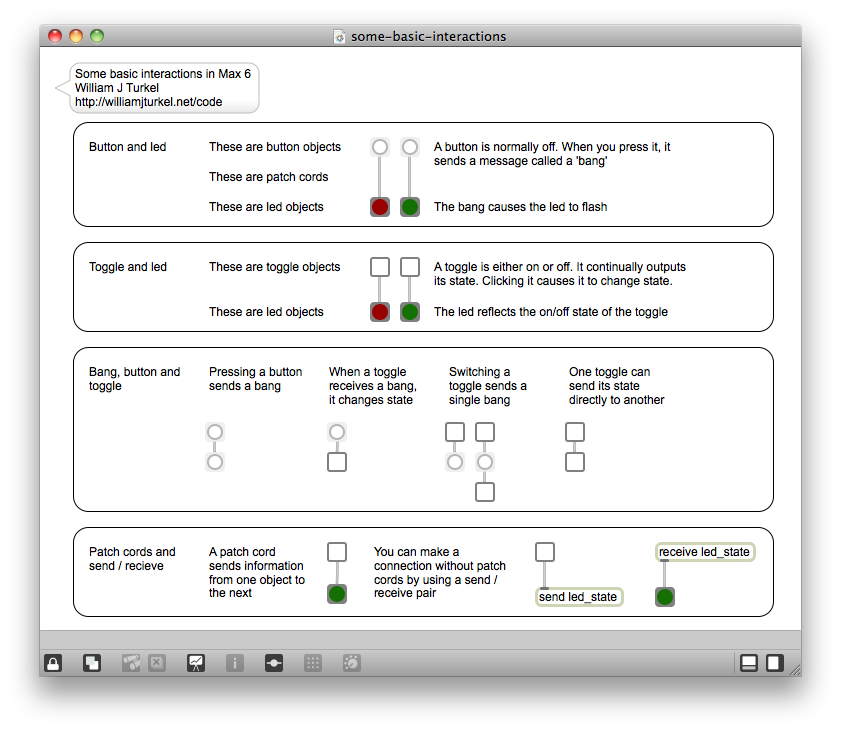 some-basic-interactions
Some basic interactions in Max 6
William J Turkel
http://williamjturkel.net/code
Button and led
These are button objects
A button is normally off. When you press it, it
sends a message called a 'bang'
These are patch cords
These are led objects
The bang causes the led to flash
Toggle and led
These are toggle objects
A toggle is either on or off. It continually outputs
its state. Clicking it causes it to change state.
These are led objects
The led reflects the on/off state of the toggle
Bang, button and
toggle
Pressing a button
sends a bang
When a toggle
receives a bang,
it changes state
Switching a
toggle sends a
single bang
One toggle can
send its state
directly to another
Patch cords and
send / recieve
A patch cord
sends information
from one object to
the next
You can make a
connection without patch
cords by using a send /
receive pair
send led_state
receive led_state